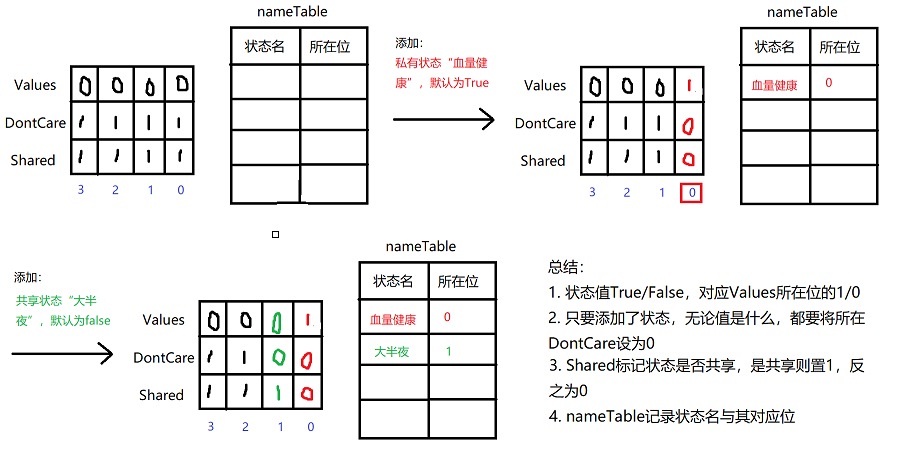 nameTable
状态名 所在位
Values 0 0 0 0
DontCare 1 1 1 1
Shared 1 1 1 1
3 2 1 0
添加：
私有状态“血量健
康”，默认为True
nameTable
状态名 所在位
血量健康 0
Values 0 0 0 1
DontCare 1 1 1 0
Shared 1 1 1 0
3 2 1 0
添加：
共享状态“大半
夜”，默认为false
nameTable
状态名 所在位
血量健康 0
大半夜 1
Values 0 0 0 1
DontCare 1 1 0 0
Shared 1 1 1 0
3 2 1 0
总结：
1. 状态值True/False，对应Values所在位的1/0
2. 只要添加了状态，无论值是什么，都要将所在
DontCare设为0
3. Shared标记状态是否共享，是共享则置1，反
之为0
4. nameTable记录状态名与其对应位